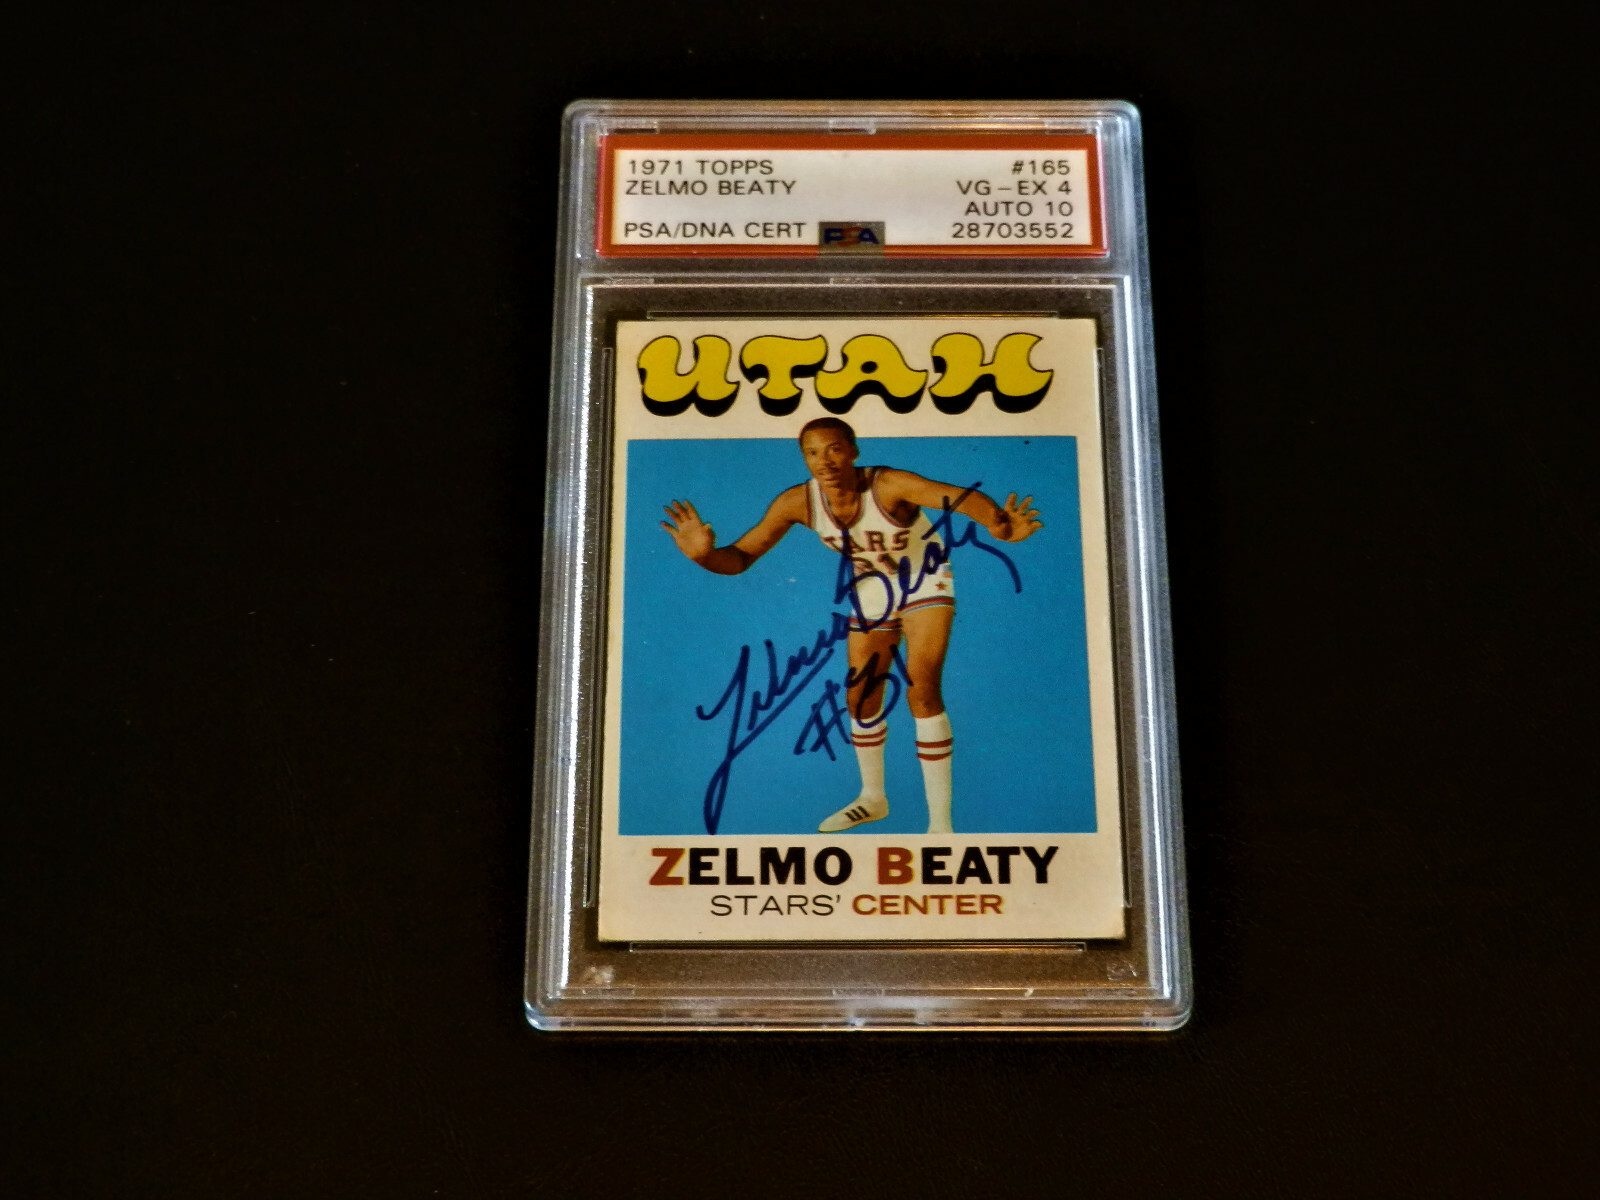 1971 TOPPS #165
ZELMO BEATY VG-EX 4
AUTO 10
PSA/DNA CERT PSA 28703552
UTAH
STARS
31
Zelmo Beaty
#31
ZELMO BEATY
STARS' CENTER